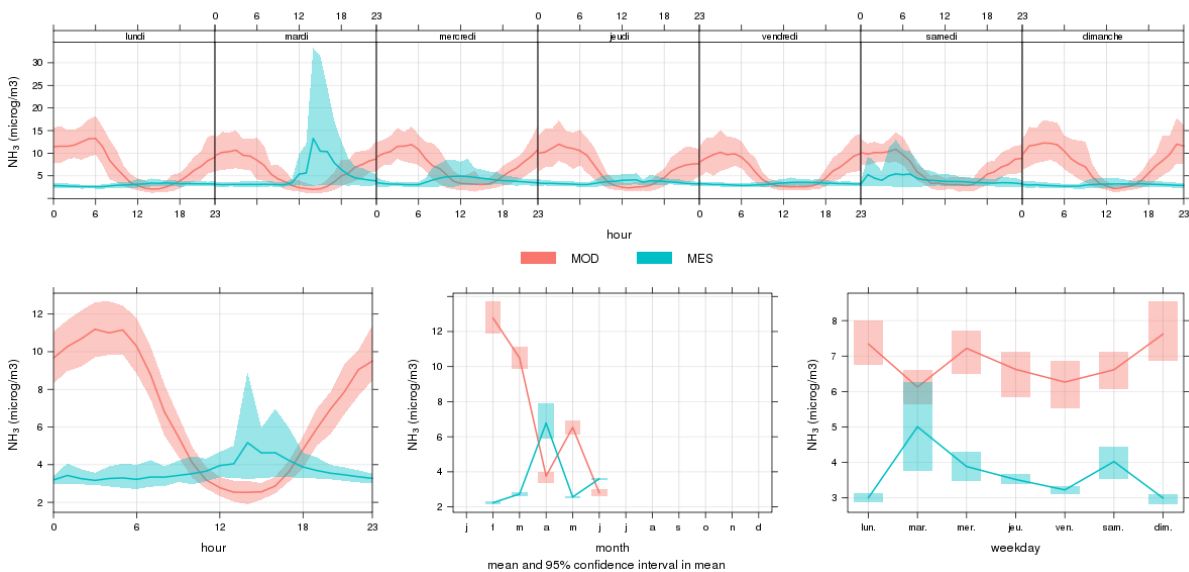 0 6 12 18 23 0 6 12 18 23 0 6 12 18 23
lundi mardi mercredi jeudi vendredi samedi dimanche
30
25
20
15
10
5
NH3 (microg/m3)
0 6 12 18 23 0 6 12 18 23 0 6 12 18 23 0 6 12 18 23
hour
MOD MES
12
10
8
6
4
2
NH3 (microg/m3)
0 6 12 18 23
hour
14
12
10
8
6
4
2
NH3 (microg/m3)
j f m a m j j a s o n d
month
mean and 95% confidence interval in mean
8
7
6
5
4
3
NH3 (microg/m3)
lun. mar. mer. jeu. ven. sam. dim.
weekday